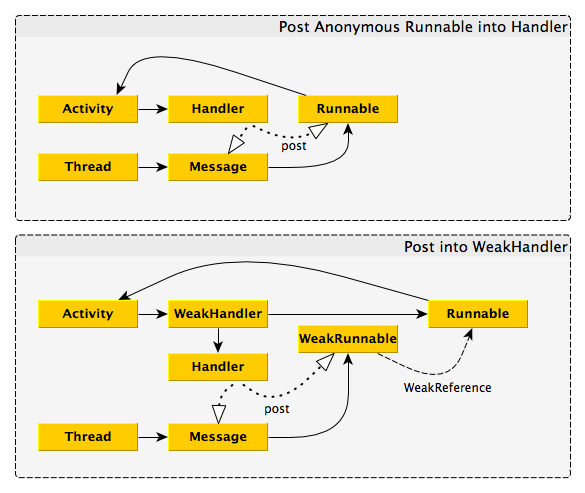 Post Anonymous Runnable into Handler
Activity
Handler
Runnable
post
Thread
Message
Post into WeakHandler
Activity
WeakHandler
Runnable
WeakRunnable
Handler
WeakReference
post
Thread
Message